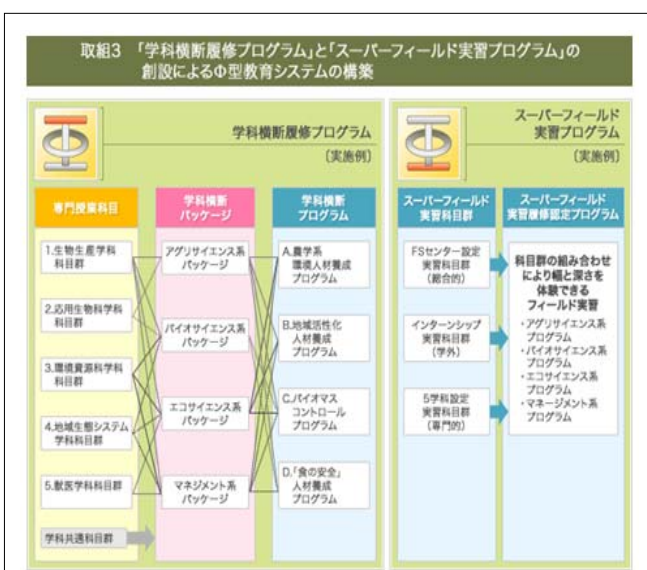 取組3 「学科横断履修プログラム」と「スーパーフィールド実習プログラム」の
創設によるΦ型教育システムの構築
学科横断履修プログラム
(実施例)
専門授業科目
1.生物生産学科
科目群
2.応用生物科学科
科目群
3.環境資源科学科
科目群
4.地域生態システム
学科科目群
5.獣医学科科目群
学科共通科目群
学科横断
パッケージ
アグリサイエンス系
パッケージ
バイオサイエンス系
パッケージ
エコサイエンス系
パッケージ
マネジメント系
パッケージ
学科横断
プログラム
A.農学系
環境人材養成
プログラム
B.地域活性化
人材養成
プログラム
C.バイオマス
コントロール
プログラム
D.「食の安全」
人材養成
プログラム
スーパーフィールド
実習プログラム
(実施例)
スーパーフィールド
実習科目群
FSセンター設定
実習科目群
(総合的)
インターンシップ
実習科目群
(学外)
5学科設定
実習科目群
(専門的)
スーパーフィールド
実習履修認定プログラム
科目群の組み合わせ
により幅と深さを
体験できる
フィールド実習
・アグリサイエンス系
プログラム
・バイオサイエンス系
プログラム
・エコサイエンス系
プログラム
・マネージメント系
プログラム